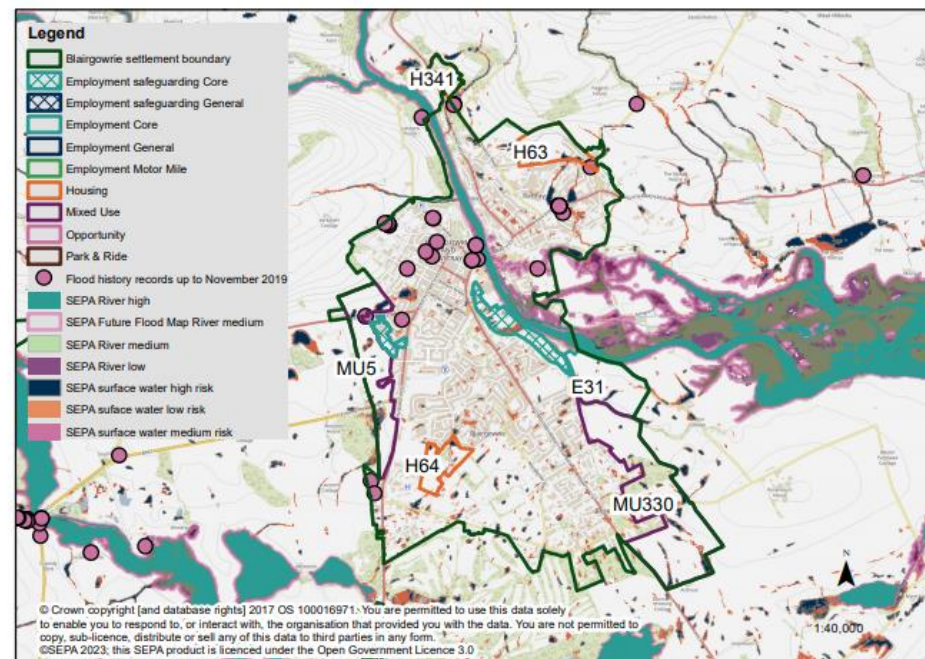 Legend
Blairgowrie settlement boundary
Employment safeguarding Core
Employment safeguarding General
Employment Core
Employment General
Employment Motor Mile
Housing
Mixed Use
Opportunity
Park & Ride
Flood history records up to November 2019
SEPA River high
SEPA Future Flood Map River medium
SEPA River medium
SEPA River low
SEPA surface water high risk
SEPA suface water low risk
SEPA surface water medium risk
H341
H63
MU5
E31
H64
MU330
N
1:40,000
© Crown copyright [and database rights] 2017 OS 100016971. You are permitted to use this data solely
to enable you to respond to, or interact with, the organisation that provided you with the data. You are not permitted to
copy, sub-licence, distribute or sell any of this data to third parties in any form.
©SEPA 2023; this SEPA product is licenced under the Open Government Licence 3.0